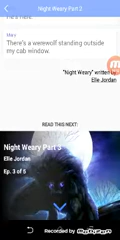 Night Weary Part 2
May
There's a werewolf standing outside
my cab window.
"Night Weary" written by
Elle Jordan
READ THIS NEXT:
Night Weary Part 3
Elle Jordan
Ep. 3 of 5
Recorded by